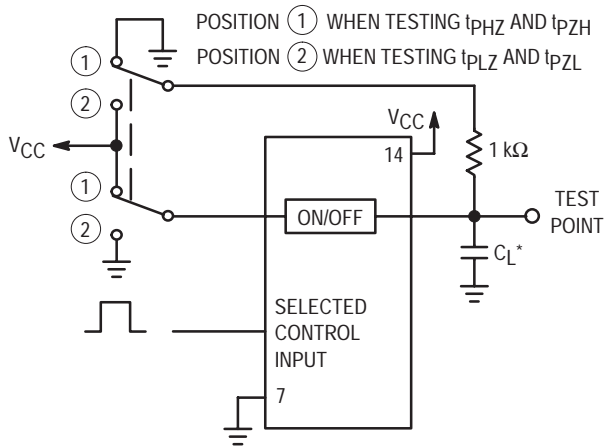 POSITION 1 WHEN TESTING tPHZ AND tPZH
POSITION 2 WHEN TESTING tPLZ AND tPZL
1
2
VCC
1
2
VCC
14
1 kΩ
ON/OFF
TEST
POINT
CL*
SELECTED
CONTROL
INPUT
7